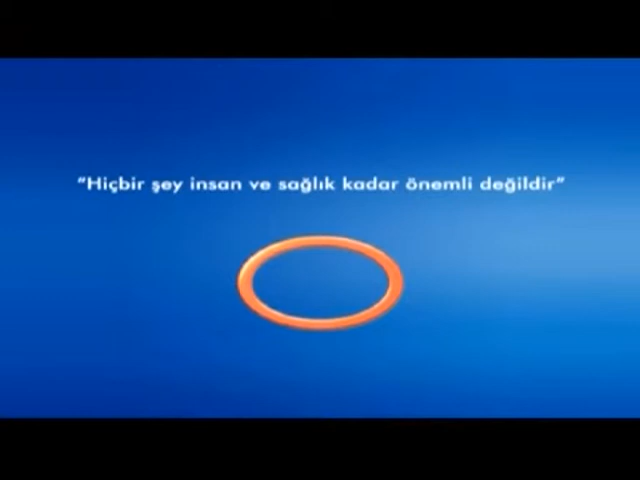 “Hiçbir şey insan ve sağlık kadar önemli değildir”